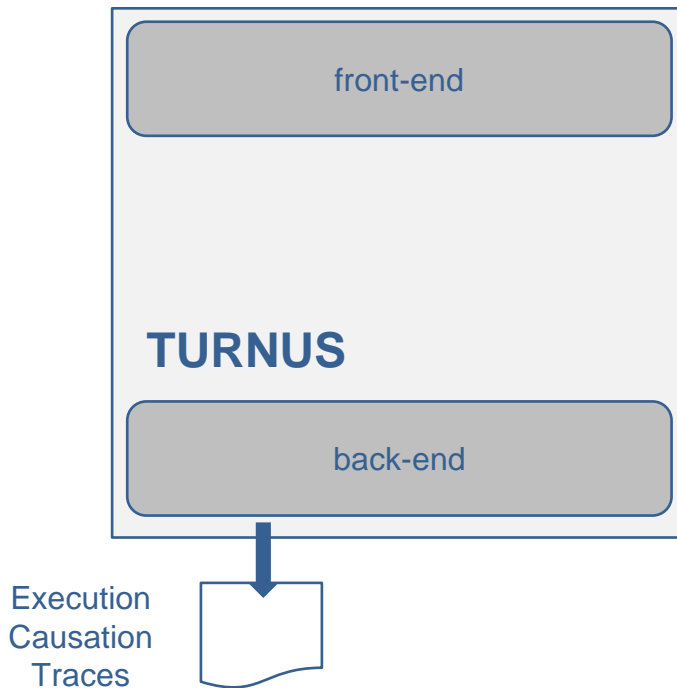 front-end
TURNUS
back-end
Execution
Causation
Traces